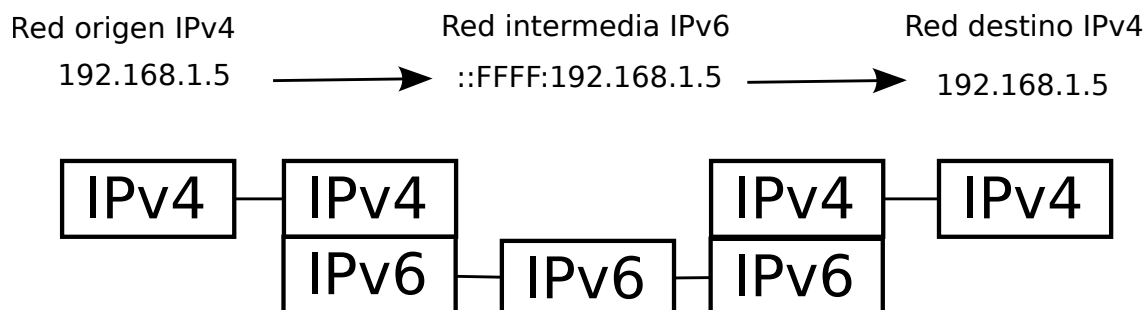 Red origen IPv4
192.168.1.5
Red intermedia IPv6
::FFFF:192.168.1.5
Red destino IPv4
192.168.1.5
IPv4
IPv4
IPv6
IPv6
IPv4
IPv6
IPv4